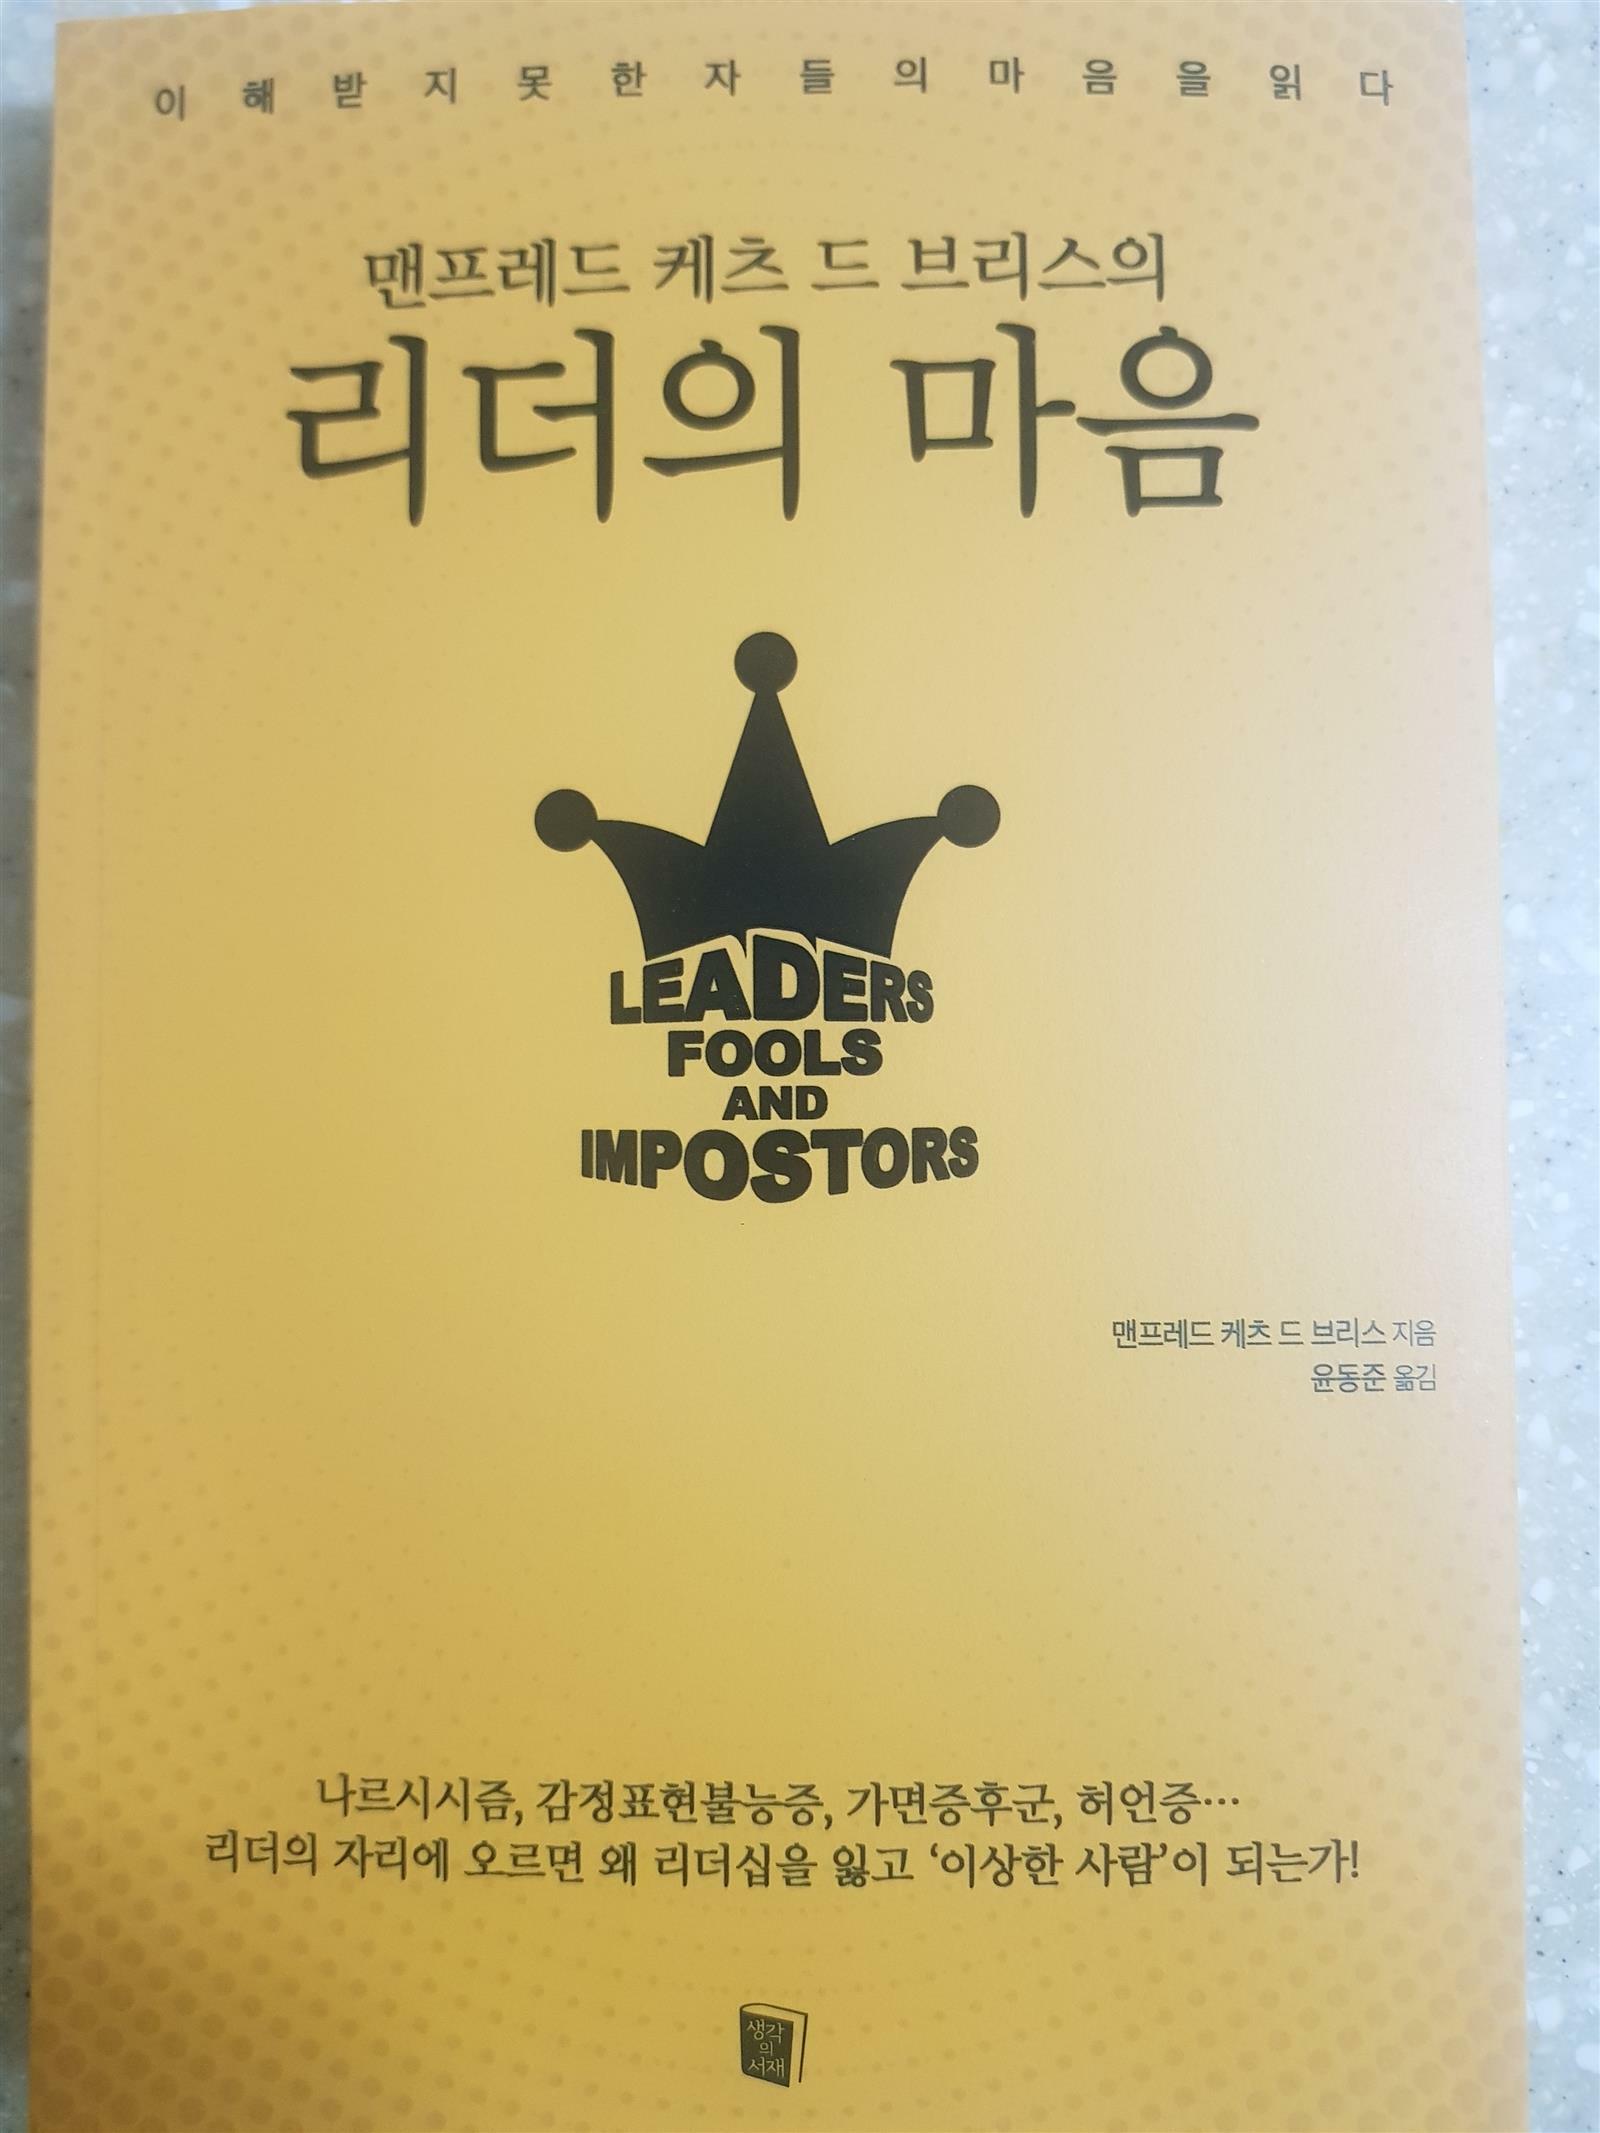 이해받지못한자들의마음을읽다
맨프레드 케츠 드 브리스의
리더의 마음
LEADERS
FOOLS
AND
IMPOSTORS
맨프레드 케츠 드 브리스 지음
윤동준 옮김
나르시시즘, 감정표현불능증, 가면증후군, 허언증…
리더의 자리에 오르면 왜 리더십을 잃고 ‘이상한 사람’이 되는가!
생각
의
서재